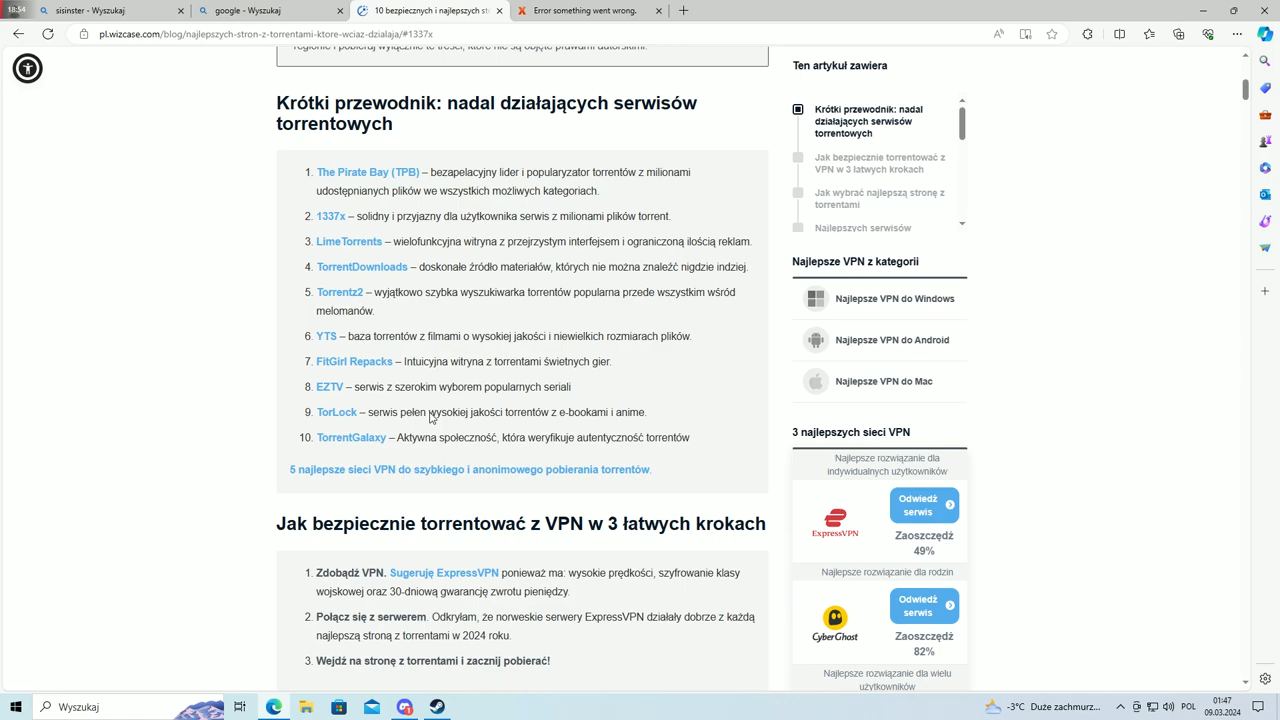 18:54
sisinster - Wyszukaj
google - Wyszukaj
10 bezpiecznych i najlepszych st
Error something went wrong.
pl.wizcase.com/blog/najlepszych-stron-z-torrentami-ktore-wciaz-dzialaja/#1337x
regionie i pobieraj wyłącznie te treści, które nie są objęte prawami autorskimi.
Krótki przewodnik: nadal działających serwisów
torrentowych
1. The Pirate Bay (TPB) – bezapelacyjny lider i popularyzator torrentów z milionami
udostępnianych plików we wszystkich możliwych kategoriach.
2. 1337x – solidny i przyjazny dla użytkownika serwis z milionami plików torrent.
3. LimeTorrents – wielofunkcyjna witryna z przejrzystym interfejsem i ograniczoną ilością reklam.
4. TorrentDownloads – doskonałe źródło materiałów, których nie można znaleźć nigdzie indziej.
5. Torrentz2 – wyjątkowo szybka wyszukiwarka torrentów popularna przede wszystkim wśród
melomanów.
6. YTS – baza torrentów z filmami o wysokiej jakości i niewielkich rozmiarach plików.
7. FitGirl Repacks – Intuicyjna witryna z torrentami świetnych gier.
8. EZTV – serwis z szerokim wyborem popularnych seriali
9. TorLock – serwis pełen wysokiej jakości torrentów z e-bookami i anime.
10. TorrentGalaxy – Aktywna społeczność, która weryfikuje autentyczność torrentów
5 najlepsze sieci VPN do szybkiego i anonimowego pobierania torrentów.
Jak bezpiecznie torrentować z VPN w 3 łatwych krokach
1. Zdobądź VPN. Sugeruję ExpressVPN ponieważ ma: wysokie prędkości, szyfrowanie klasy
wojskowej oraz 30-dniową gwarancję zwrotu pieniędzy.
2. Połącz się z serwerem. Odkryłam, że norweskie serwery ExpressVPN działały dobrze z każdą
najlepszą stroną z torrentami w 2024 roku.
3. Wejdź na stronę z torrentami i zacznij pobierać!
Ten artykuł zawiera
Krótki przewodnik: nadal
działających serwisów
torrentowych
Jak bezpiecznie torrentować z
VPN w 3 łatwych krokach
Jak wybrać najlepszą stronę z
torrentami
Najlepszych serwisów
Najlepsze VPN z kategorii
Najlepsze VPN do Windows
Najlepsze VPN do Android
Najlepsze VPN do Mac
3 najlepszych sieci VPN
Najlepsze rozwiązanie dla
indywidualnych użytkowników
ExpressVPN
Odwiedź
serwis
Zaoszczędź
49%
Najlepsze rozwiązanie dla rodzin
CyberGhost
Odwiedź
serwis
Zaoszczędź
82%
Najlepsze rozwiązanie dla wielu
użytkowników
Wyszukaj
-3°C Duże zachmurz...
POL
01:47
09.03.2024